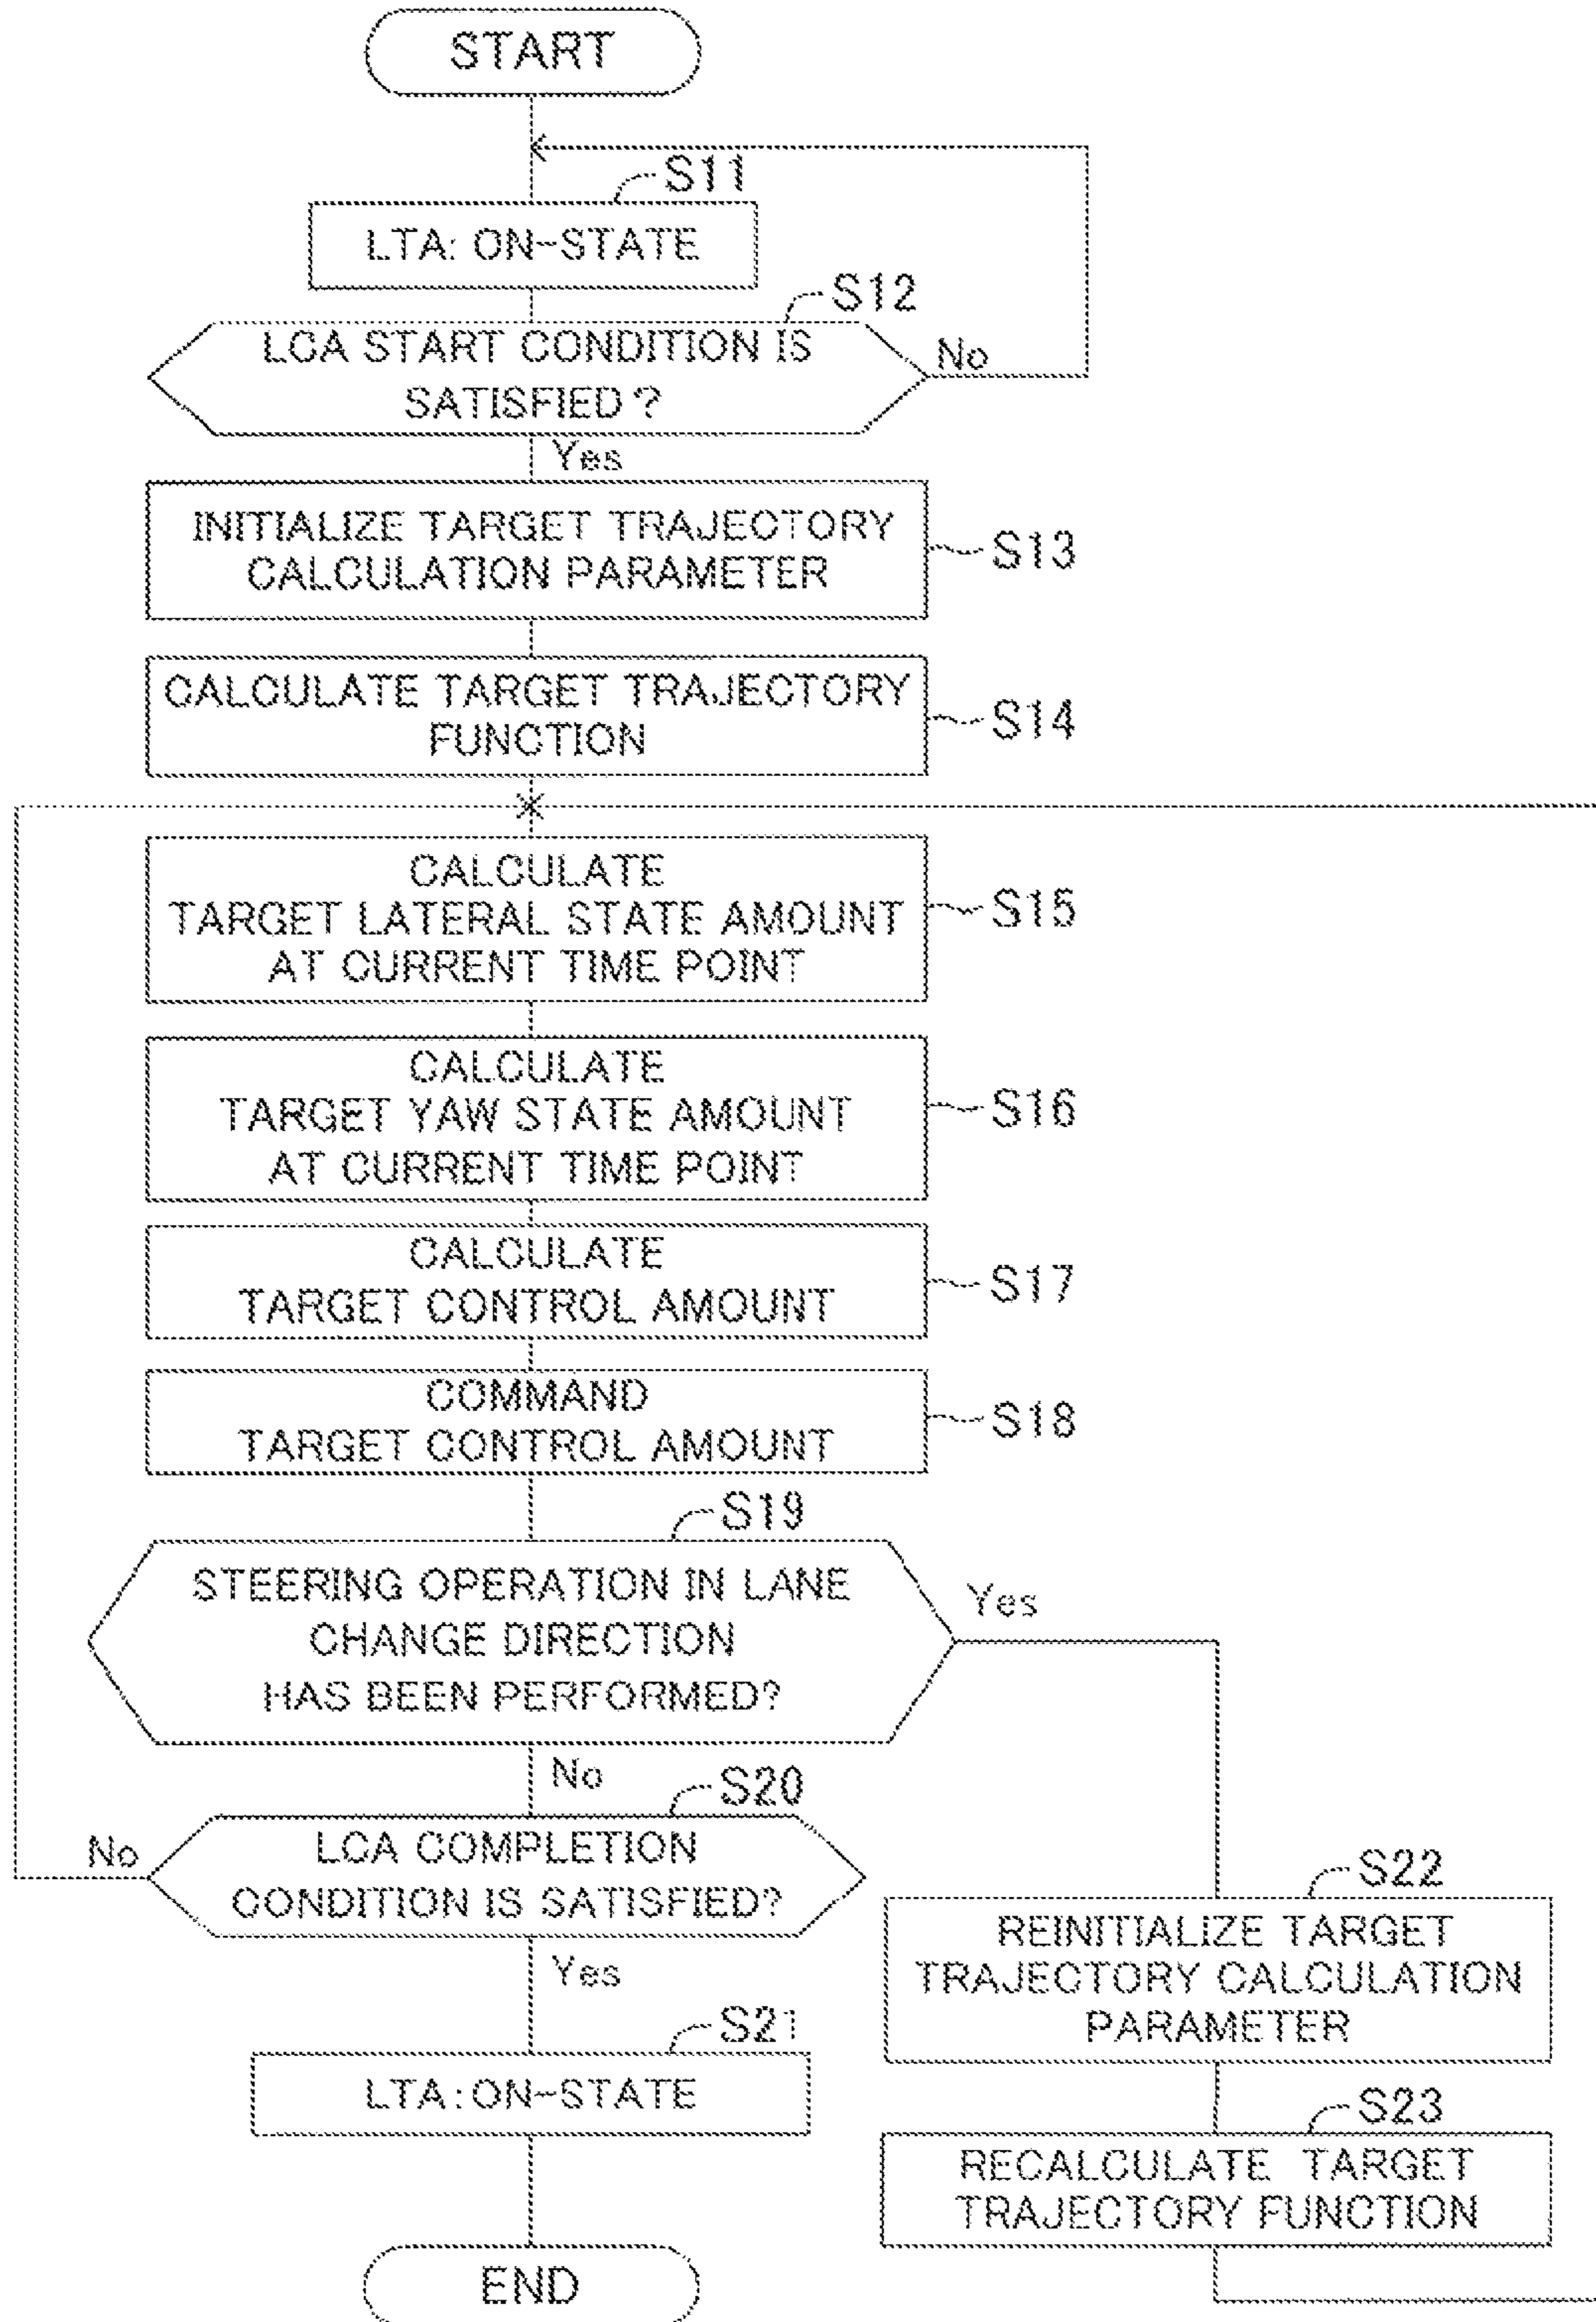 START
S11
LTA: ON-STATE
S12
LCA START CONDITION IS
SATISFIED?
No
Yes
INITIALIZE TARGET TRAJECTORY
CALCULATION PARAMETER
S13
CALCULATE TARGET TRAJECTORY
FUNCTION
S14
CALCULATE
TARGET LATERAL STATE AMOUNT
AT CURRENT TIME POINT
S15
CALCULATE
TARGET YAW STATE AMOUNT
AT CURRENT TIME POINT
S16
CALCULATE
TARGET CONTROL AMOUNT
S17
COMMAND
TARGET CONTROL AMOUNT
S18
S19
STEERING OPERATION IN LANE
CHANGE DIRECTION
HAS BEEN PERFORMED?
Yes
No
S20
LCA COMPLETION
CONDITION IS SATISFIED?
No
Yes
S21
LTA: ON-STATE
END
S22
REINITIALIZE TARGET
TRAJECTORY CALCULATION
PARAMETER
S23
RECALCULATE TARGET
TRAJECTORY FUNCTION